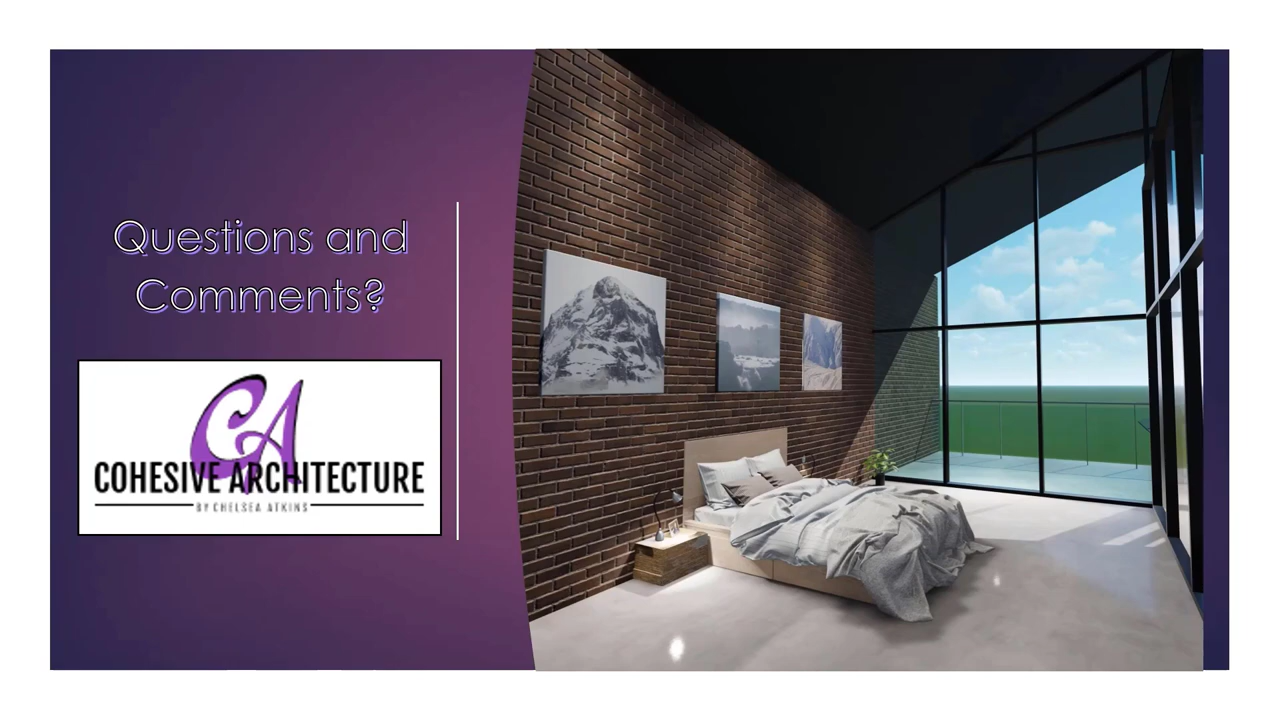 Questions and
Comments?
CA
COHESIVE ARCHITECTURE
BY CHELSEA ATKINS